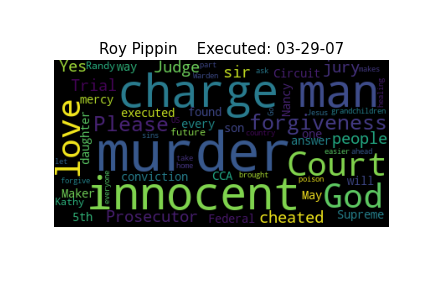 Roy Pippin    Executed: 03-29-07
Yes Randy way Judge sir Circuit jury part makes
Trial charge man
mercy warden ask Nancy healing
love executed found Jesus grandchildren
daughter Please every son forgiveness
future one answer people
sins murder country
take easier ahead
let home Court
forgive everyone conviction CCA brought poison will
Maker innocent May God
Kathy
5th Prosecutor Federal cheated Supreme